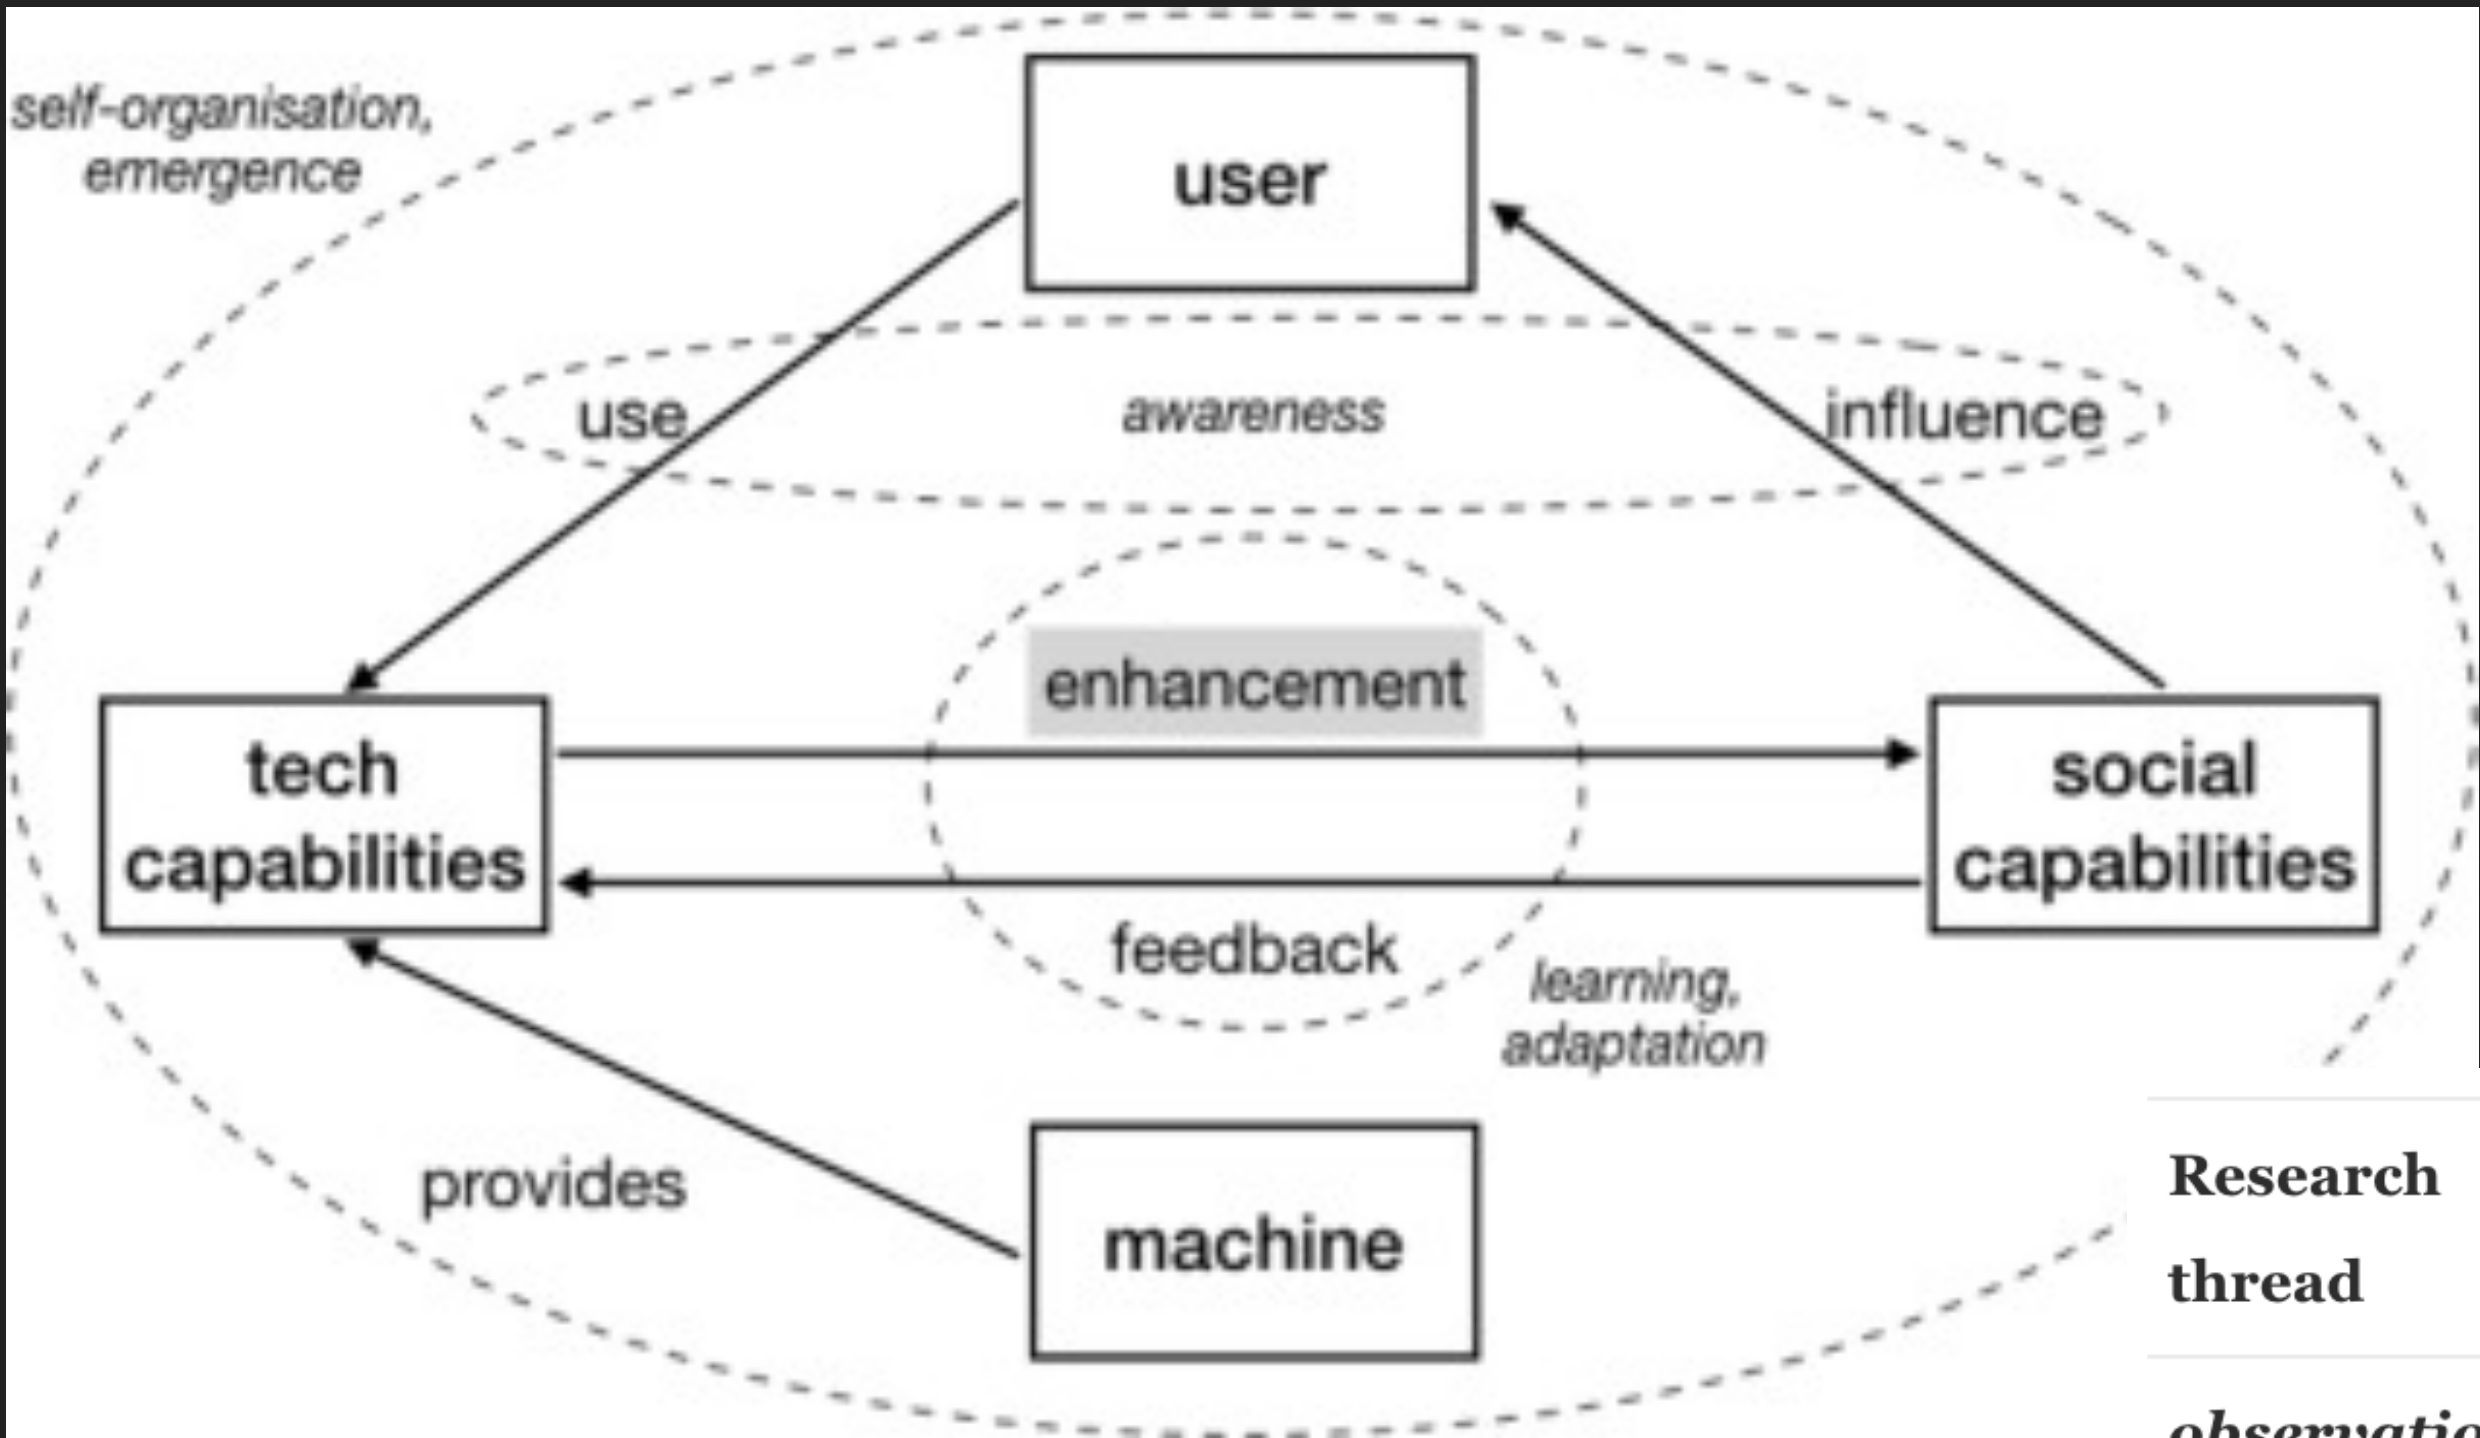 self-organisation,
emergence
user
use
awareness
influence
enhancement
tech
capabilities
social
capabilities
feedback
learning,
adaptation
provides
machine
Research
thread